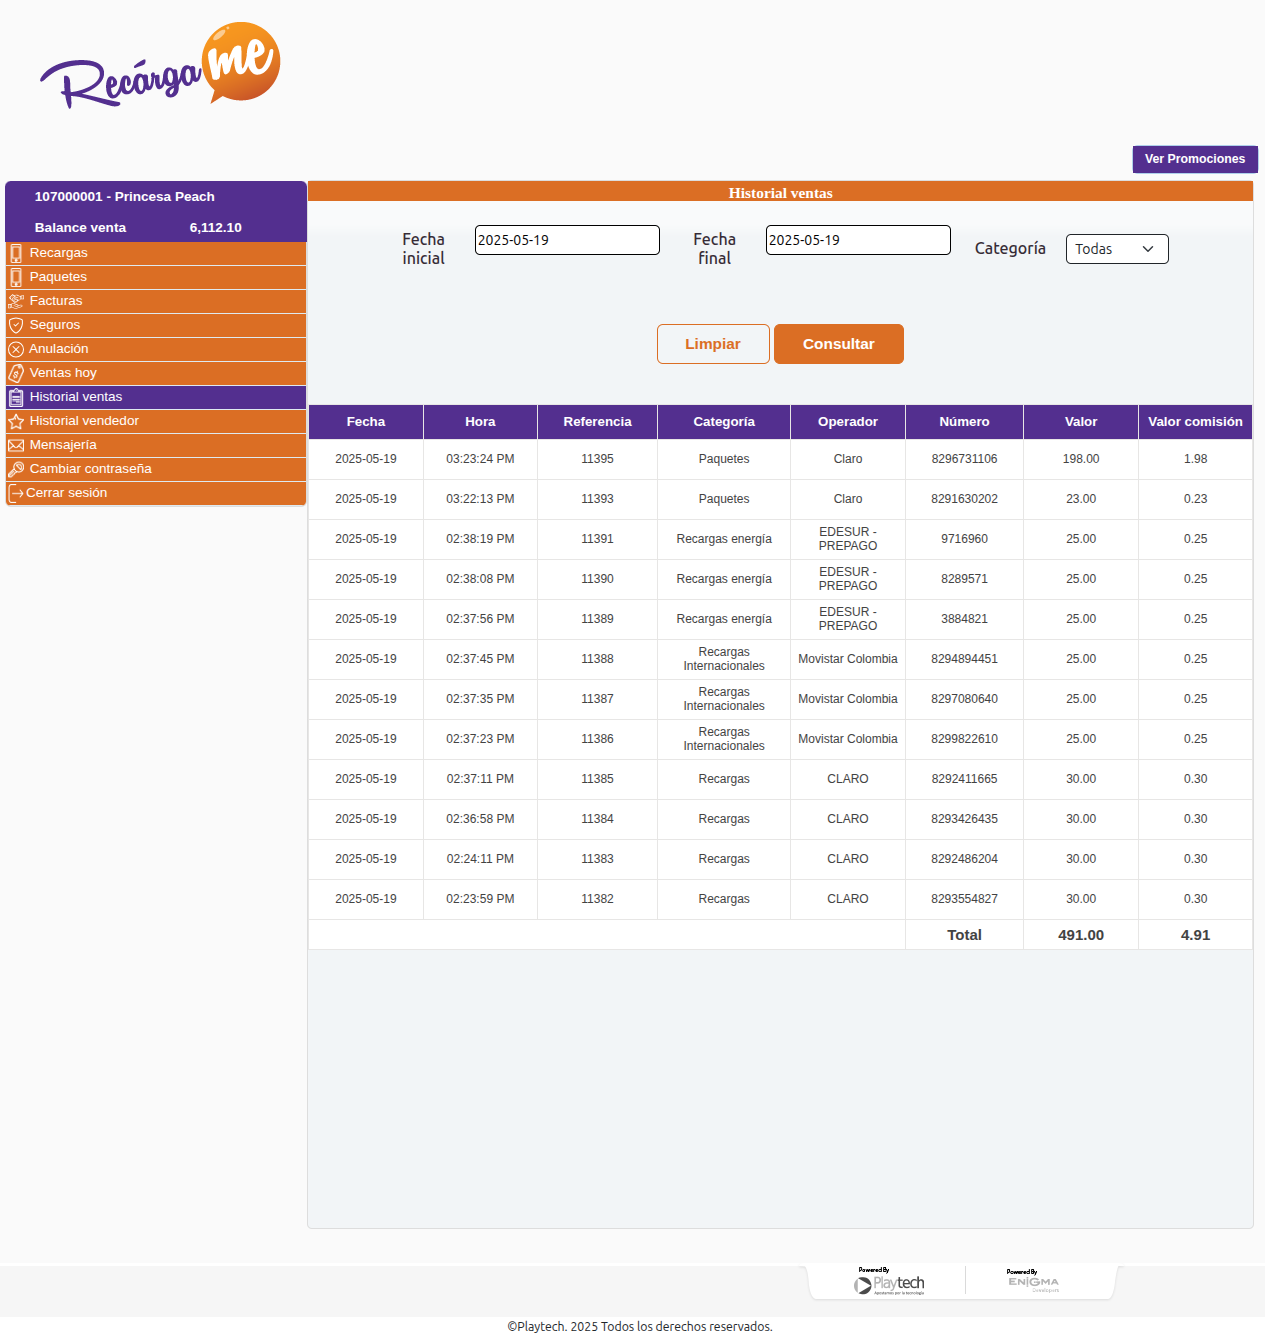 Recárgame
Ver Promociones
107000001 - Princesa Peach
Balance venta 6,112.10
Recargas
Paquetes
Facturas
Seguros
Anulación
Ventas hoy
Historial ventas
Historial vendedor
Mensajería
Cambiar contraseña
Cerrar sesión
Historial ventas
Fecha inicial 2025-05-19 Fecha final 2025-05-19 Categoría Todas
Limpiar Consultar
Fecha Hora Referencia Categoría Operador Número Valor Valor comisión
2025-05-19 03:23:24 PM 11395 Paquetes Claro 8296731106 198.00 1.98
2025-05-19 03:22:13 PM 11393 Paquetes Claro 8291630202 23.00 0.23
2025-05-19 02:38:19 PM 11391 Recargas energía EDESUR - PREPAGO 9716960 25.00 0.25
2025-05-19 02:38:08 PM 11390 Recargas energía EDESUR - PREPAGO 8289571 25.00 0.25
2025-05-19 02:37:56 PM 11389 Recargas energía EDESUR - PREPAGO 3884821 25.00 0.25
2025-05-19 02:37:45 PM 11388 Recargas Internacionales Movistar Colombia 8294894451 25.00 0.25
2025-05-19 02:37:35 PM 11387 Recargas Internacionales Movistar Colombia 8297080640 25.00 0.25
2025-05-19 02:37:23 PM 11386 Recargas Internacionales Movistar Colombia 8299822610 25.00 0.25
2025-05-19 02:37:11 PM 11385 Recargas CLARO 8292411665 30.00 0.30
2025-05-19 02:36:58 PM 11384 Recargas CLARO 8293426435 30.00 0.30
2025-05-19 02:24:11 PM 11383 Recargas CLARO 8292486204 30.00 0.30
2025-05-19 02:23:59 PM 11382 Recargas CLARO 8293554827 30.00 0.30
Total 491.00 4.91
Powered By
Playtech
Apostamos por la tecnología
Powered By
ENIGMA
Developers
©Playtech. 2025 Todos los derechos reservados.